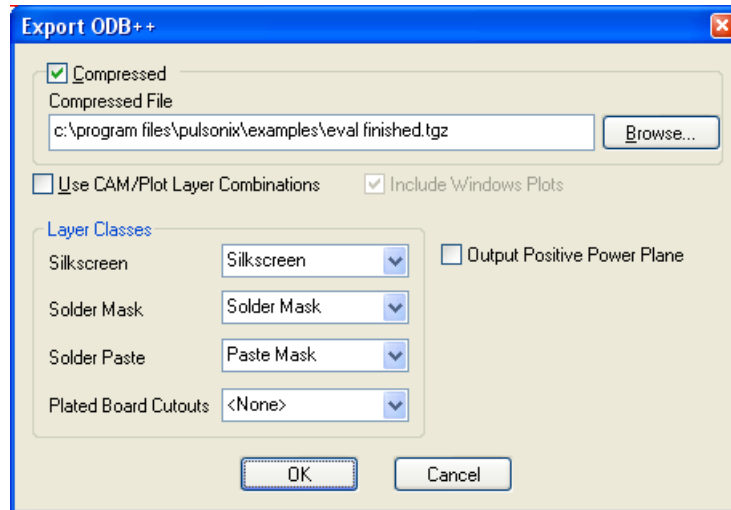 Export ODB++
Compressed
Compressed File
c:\program files\pulsonix\examples\eval finished.tgz
Browse...
Use CAM/Plot Layer Combinations
Include Windows Plots
Layer Classes
Silkscreen
Silkscreen
Output Positive Power Plane
Solder Mask
Solder Mask
Solder Paste
Paste Mask
Plated Board Cutouts
<None>
OK
Cancel